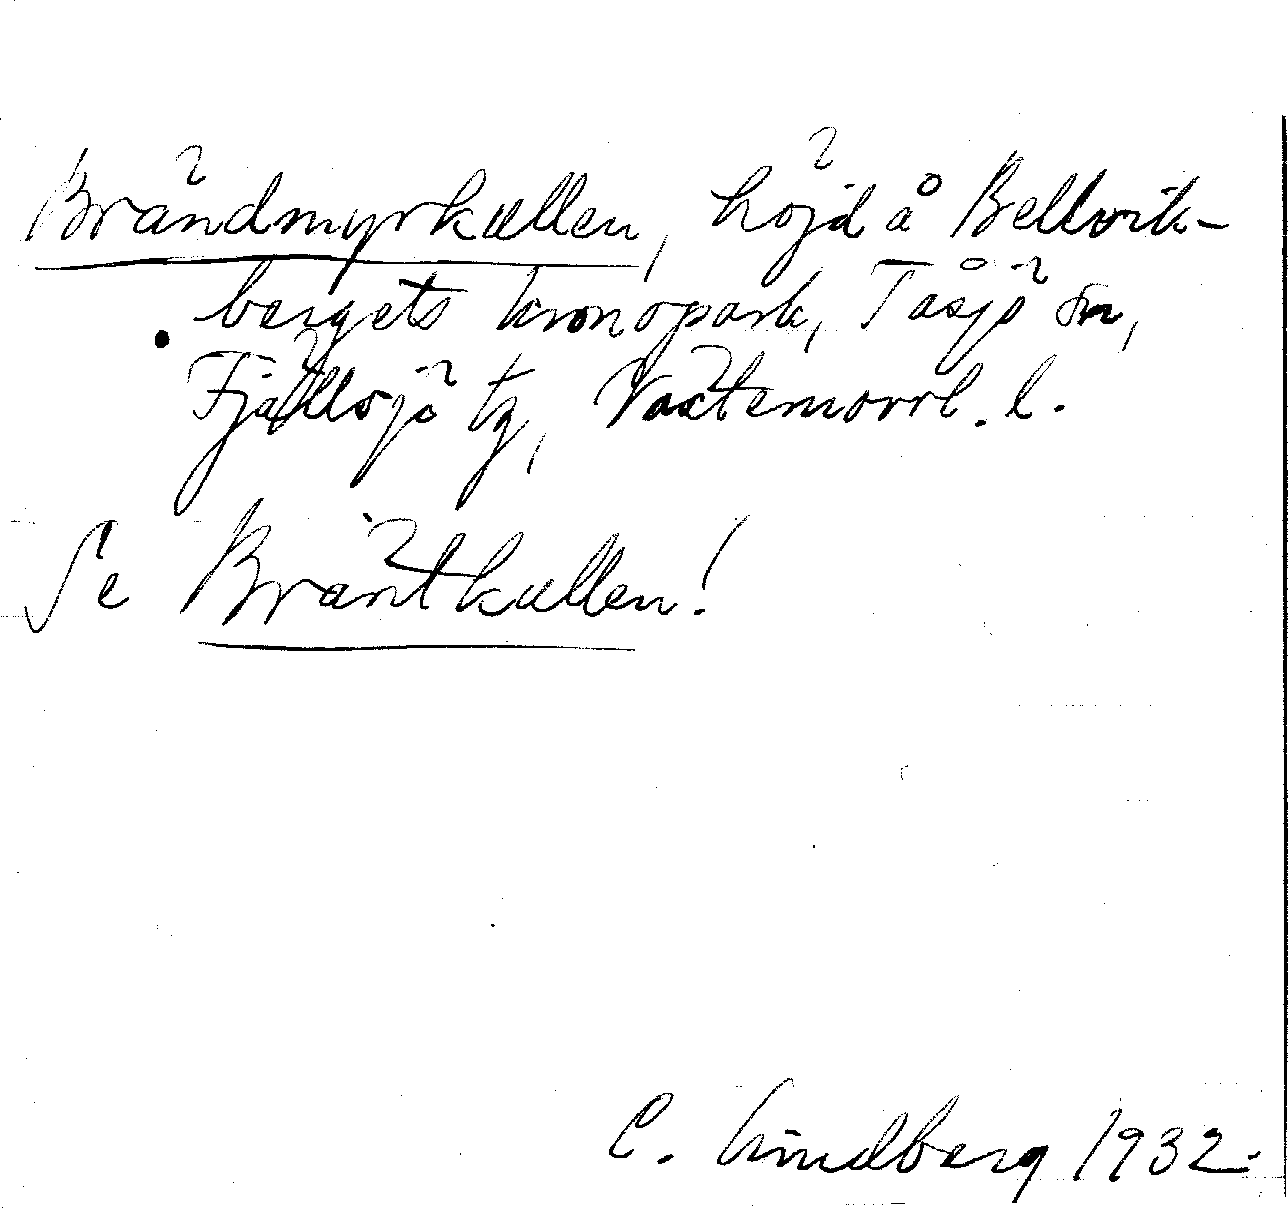 Brändmyrkullen, höjd å Bellvik-
bergets kronopark, Tåsjö sn,
Fjällsjö tg, Västernorrl. l.
Se Bräntkullen!
C. Lindberg 1932.